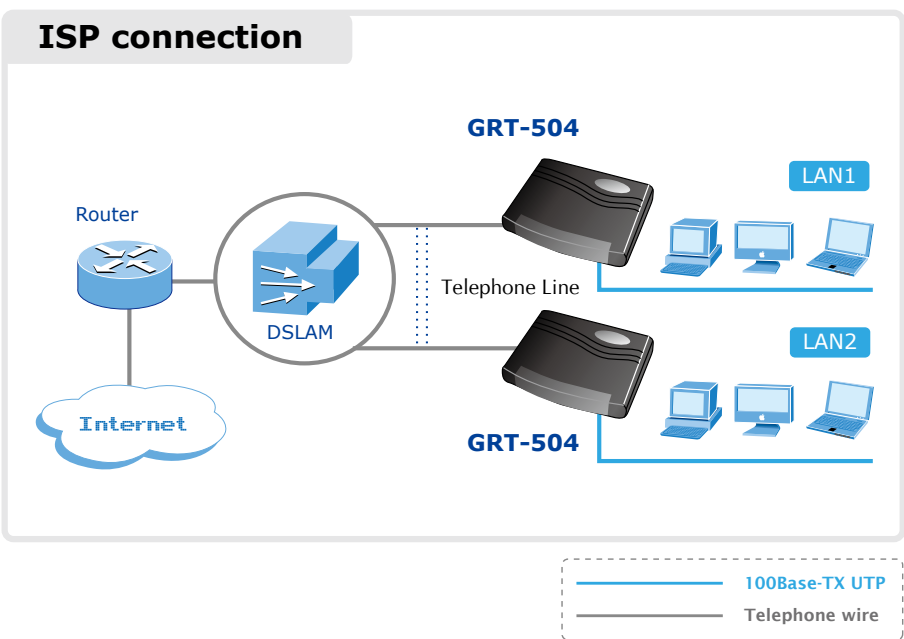 ISP connection
GRT-504
LAN1
Router
Telephone Line
DSLAM
LAN2
Internet
GRT-504
100Base-TX UTP
Telephone wire